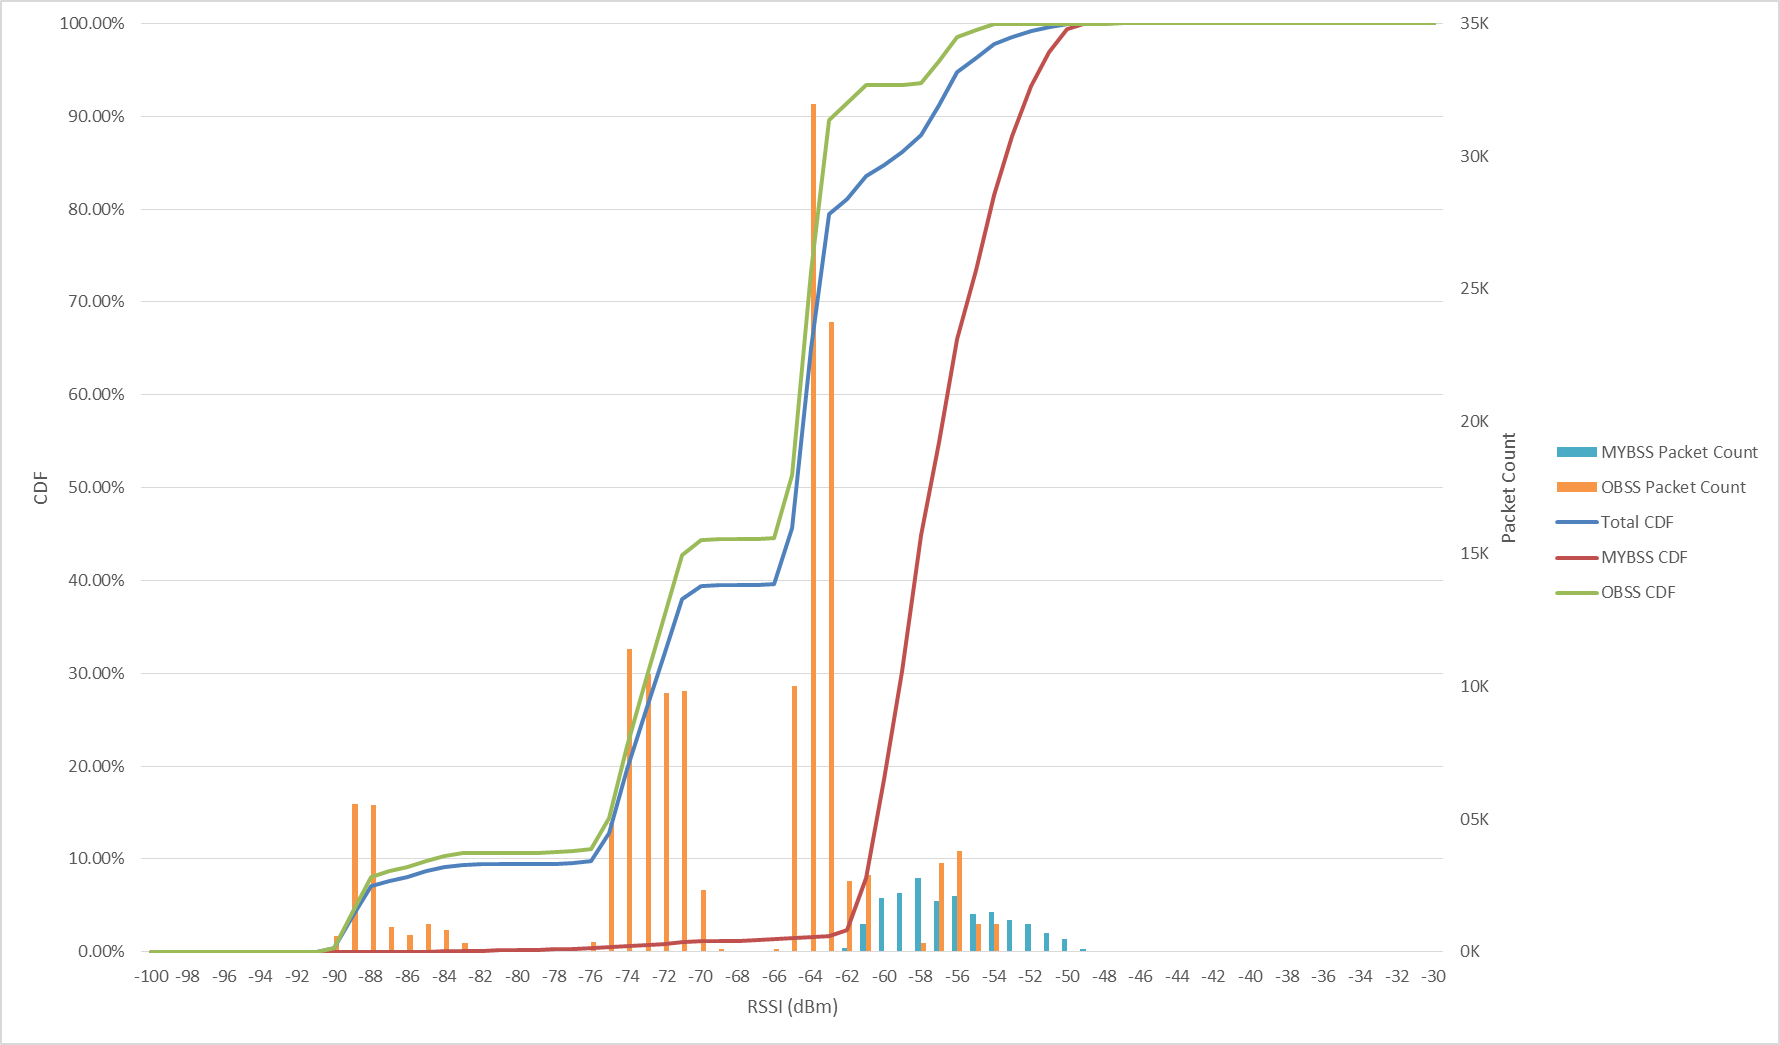 100.00%
90.00%
80.00%
70.00%
60.00%
50.00%
40.00%
30.00%
20.00%
10.00%
0.00%
CDF
35K
30K
25K
20K
15K
10K
05K
0K
Packet Count
-100 -98 -96 -94 -92 -90 -88 -86 -84 -82 -80 -78 -76 -74 -72 -70 -68 -66 -64 -62 -60 -58 -56 -54 -52 -50 -48 -46 -44 -42 -40 -38 -36 -34 -32 -30
RSSI (dBm)
MYBSS Packet Count
OBSS Packet Count
Total CDF
MYBSS CDF
OBSS CDF